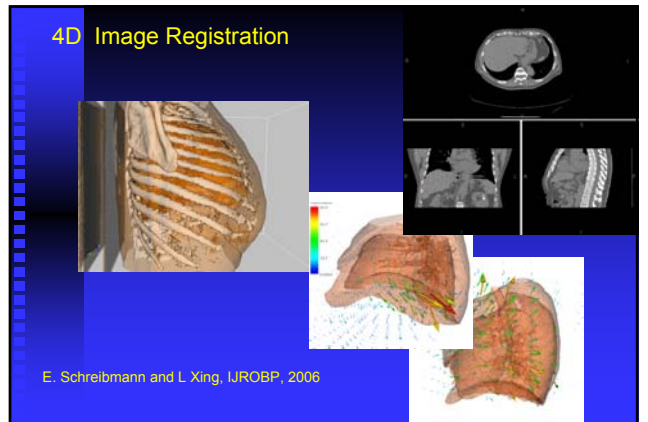 4D Image Registration
E. Schreibmann and L Xing, IJROBP, 2006